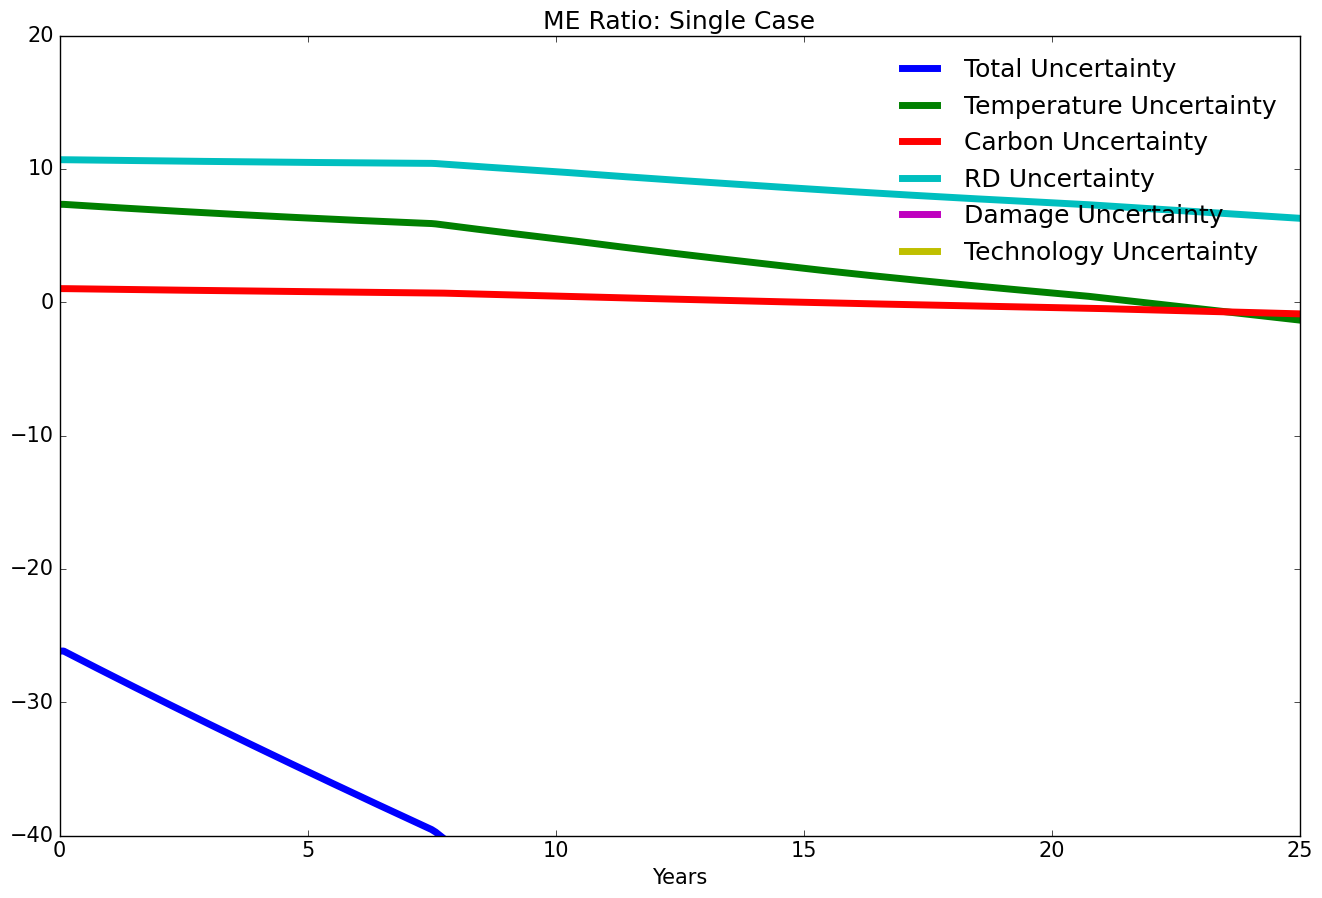 ME Ratio: Single Case
20
10
0
−10
−20
−30
−40
Total Uncertainty
Temperature Uncertainty
Carbon Uncertainty
RD Uncertainty
Damage Uncertainty
Technology Uncertainty
0 5 10 15 20 25
Years